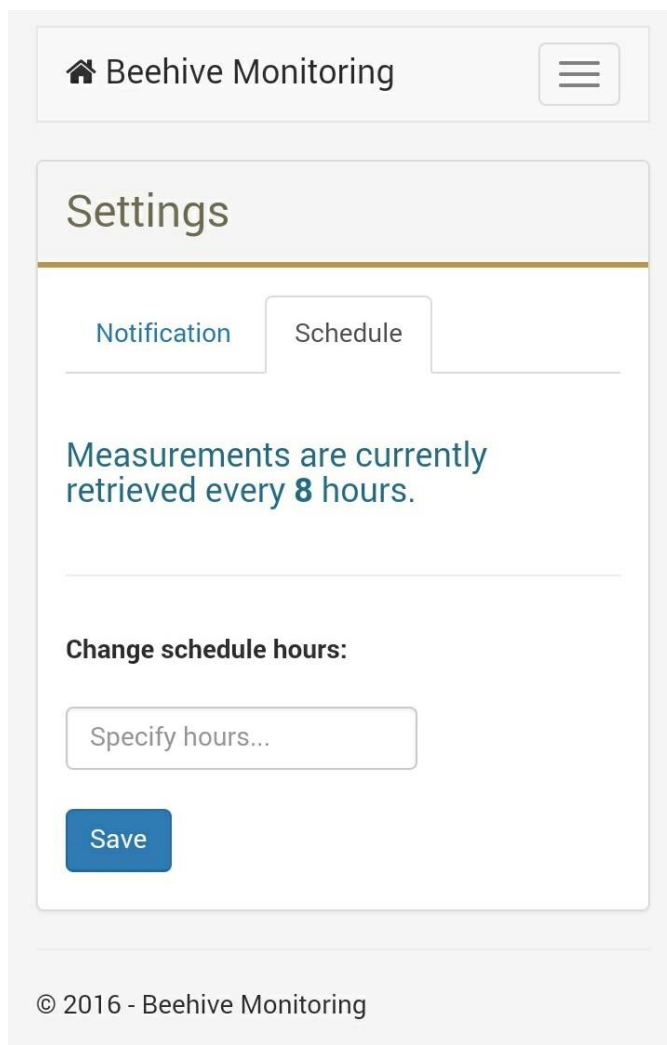 Beehive Monitoring
Settings
Notification
Schedule
Measurements are currently
retrieved every 8 hours.
Change schedule hours:
Specify hours...
Save
© 2016 - Beehive Monitoring